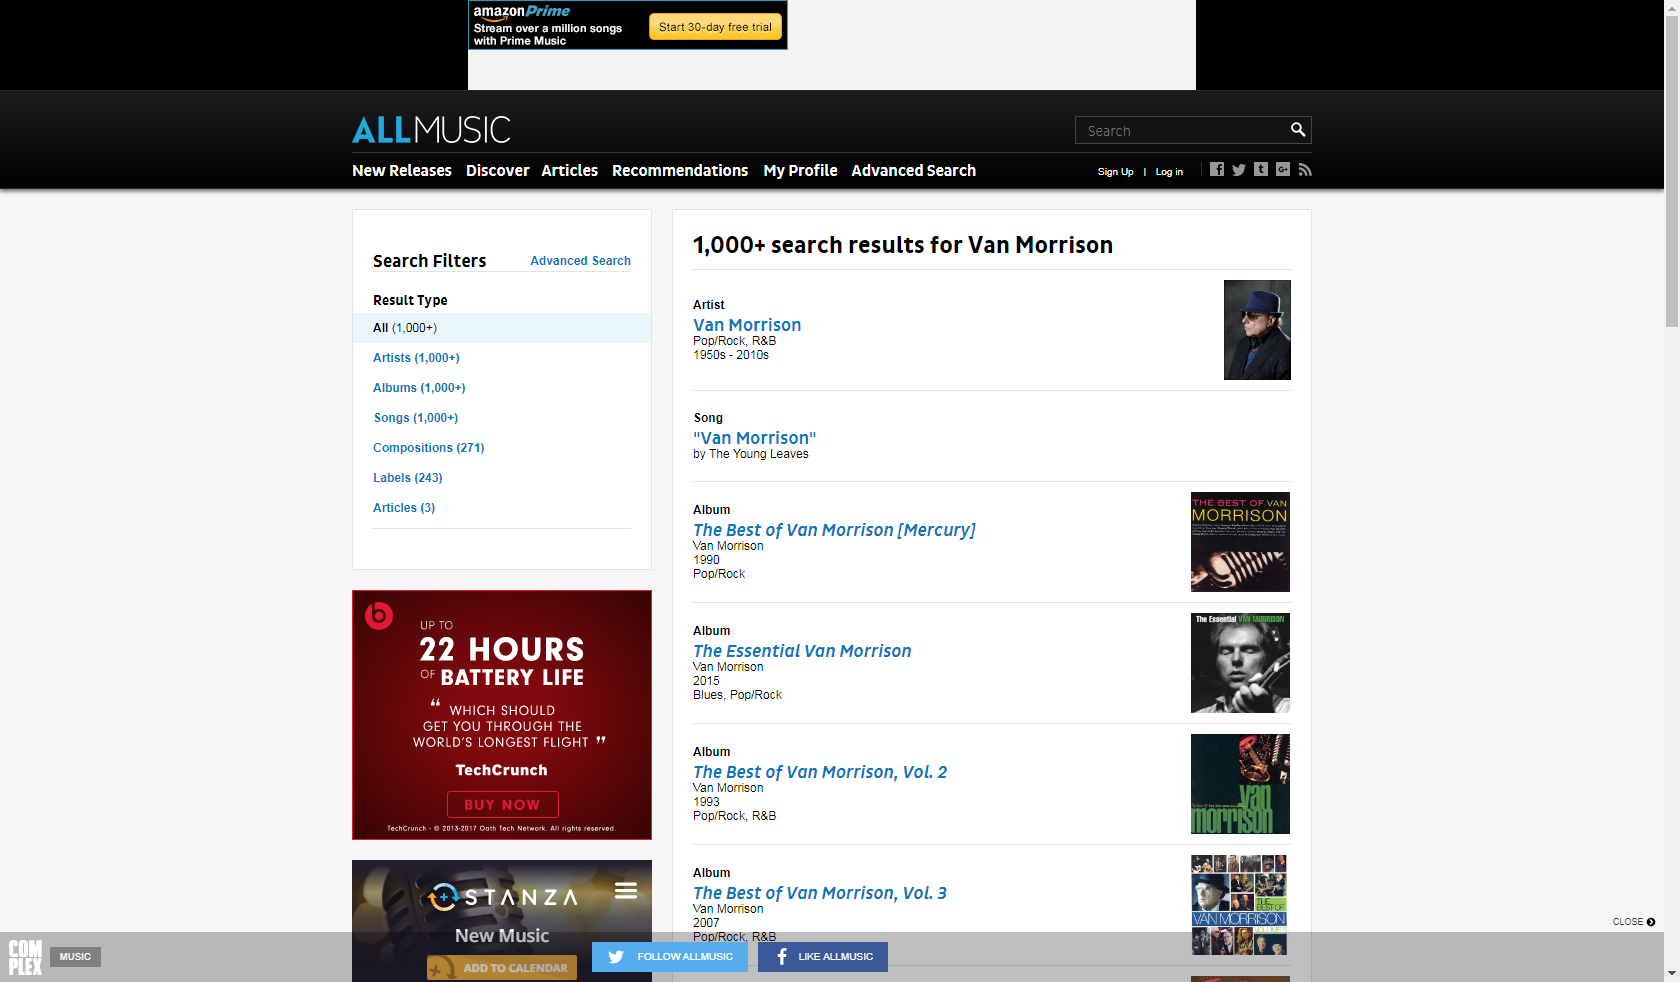 amazon Prime
Stream over a million songs
with Prime Music
Start 30-day free trial
ALLMUSIC
Search
New Releases Discover Articles Recommendations My Profile Advanced Search
Sign Up | Log in
Search Filters
Advanced Search
Result Type
All (1,000+)
Artists (1,000+)
Albums (1,000+)
Songs (1,000+)
Compositions (271)
Labels (243)
Articles (3)
UP TO
22 HOURS
OF BATTERY LIFE
“ WHICH SHOULD
GET YOU THROUGH THE
WORLD'S LONGEST FLIGHT ”
TechCrunch
BUY NOW
TechCrunch - © 2013-2017 Oath Tech Network. All rights reserved.
STANZA
New Music
ADD TO CALENDAR
1,000+ search results for Van Morrison
Artist
Van Morrison
Pop/Rock, R&B
1950s - 2010s
Song
"Van Morrison"
by The Young Leaves
Album
The Best of Van Morrison [Mercury]
Van Morrison
1990
Pop/Rock
THE BEST OF VAN
MORRISON
Album
The Essential Van Morrison
Van Morrison
2015
Blues, Pop/Rock
The Essential VAN MORRISON
Album
The Best of Van Morrison, Vol. 2
Van Morrison
1993
Pop/Rock, R&B
van
morrison
Album
The Best of Van Morrison, Vol. 3
Van Morrison
2007
Pop/Rock, R&B
THE
BEST OF
VAN MORRISON
CLOSE
COMPLEX
MUSIC
FOLLOW ALLMUSIC
LIKE ALLMUSIC